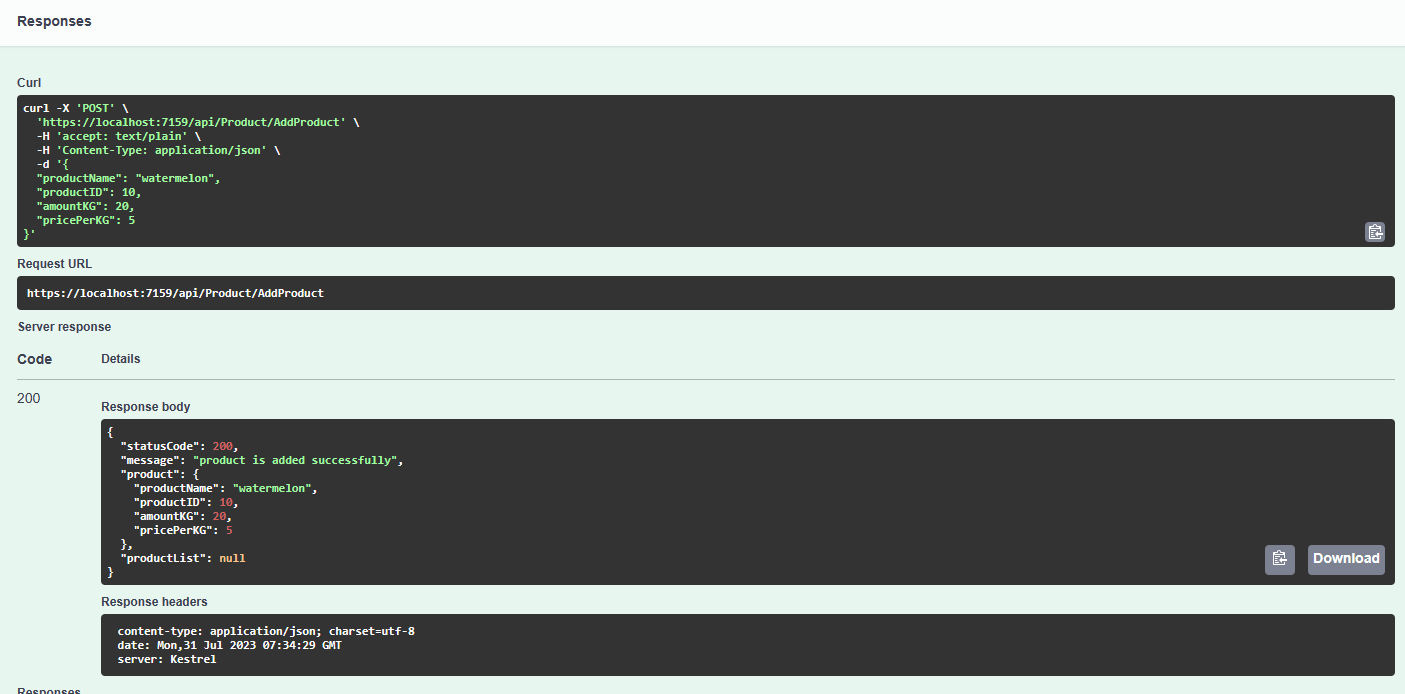 Responses
Curl
curl -X 'POST' \
  'https://localhost:7159/api/Product/AddProduct' \
  -H 'accept: text/plain' \
  -H 'Content-Type: application/json' \
  -d '{
  "productName": "watermelon",
  "productID": 10,
  "amountKG": 20,
  "pricePerKG": 5
}'
Request URL
https://localhost:7159/api/Product/AddProduct
Server response
Code Details
200
Response body
{
  "statusCode": 200,
  "message": "product is added successfully",
  "product": {
    "productName": "watermelon",
    "productID": 10,
    "amountKG": 20,
    "pricePerKG": 5
  },
  "productList": null
}
Download
Response headers
content-type: application/json; charset=utf-8
date: Mon,31 Jul 2023 07:34:29 GMT
server: Kestrel
Responses